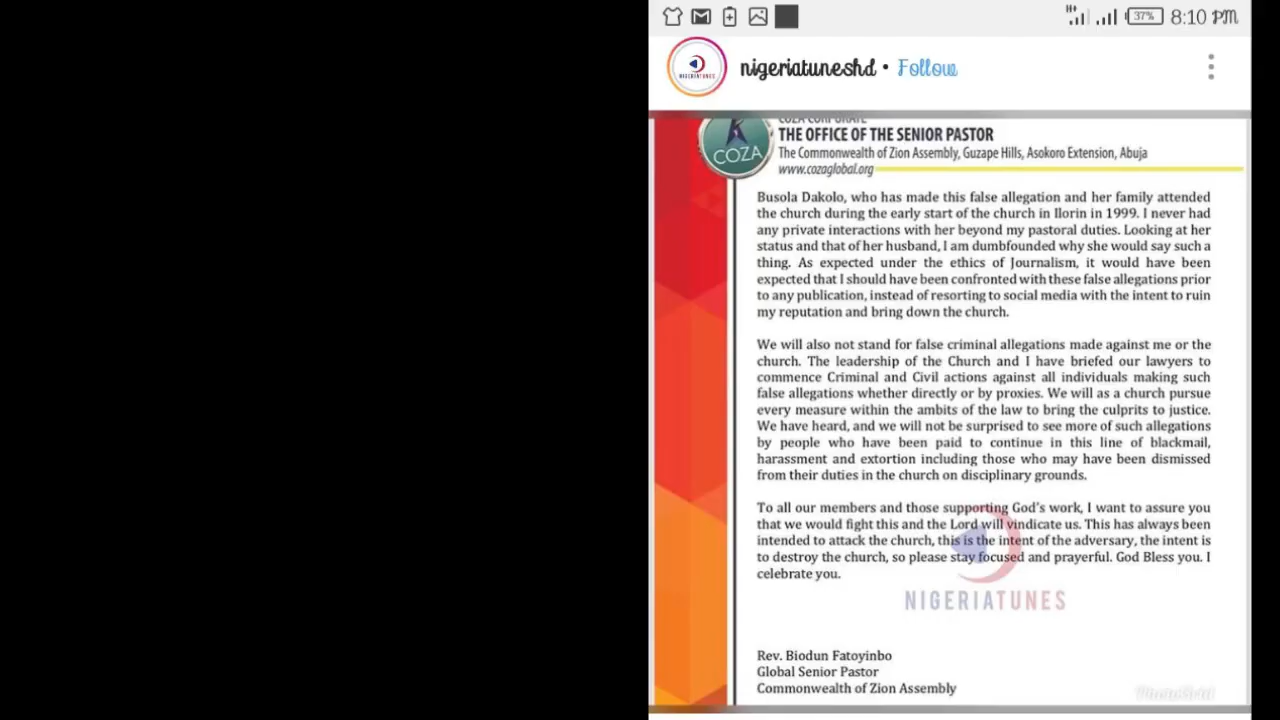 H+
37%
8:10 PM
NIGERIATUNES
nigeriatuneshd • Follow
COZA CORPORATE
COZA
THE OFFICE OF THE SENIOR PASTOR
The Commonwealth of Zion Assembly, Guzape Hills, Asokoro Extension, Abuja
www.cozaglobal.org
Busola Dakolo, who has made this false allegation and her family attended
the church during the early start of the church in Ilorin in 1999. I never had
any private interactions with her beyond my pastoral duties. Looking at her
status and that of her husband, I am dumbfounded why she would say such a
thing. As expected under the ethics of Journalism, it would have been
expected that I should have been confronted with these false allegations prior
to any publication, instead of resorting to social media with the intent to ruin
my reputation and bring down the church.
We will also not stand for false criminal allegations made against me or the
church. The leadership of the Church and I have briefed our lawyers to
commence Criminal and Civil actions against all individuals making such
false allegations whether directly or by proxies. We will as a church pursue
every measure within the ambits of the law to bring the culprits to justice.
We have heard, and we will not be surprised to see more of such allegations
by people who have been paid to continue in this line of blackmail,
harassment and extortion including those who may have been dismissed
from their duties in the church on disciplinary grounds.
To all our members and those supporting God's work, I want to assure you
that we would fight this and the Lord will vindicate us. This has always been
intended to attack the church, this is the intent of the adversary, the intent is
to destroy the church, so please stay focused and prayerful. God Bless you. I
celebrate you.
NIGERIATUNES
Rev. Biodun Fatoyinbo
Global Senior Pastor
Commonwealth of Zion Assembly